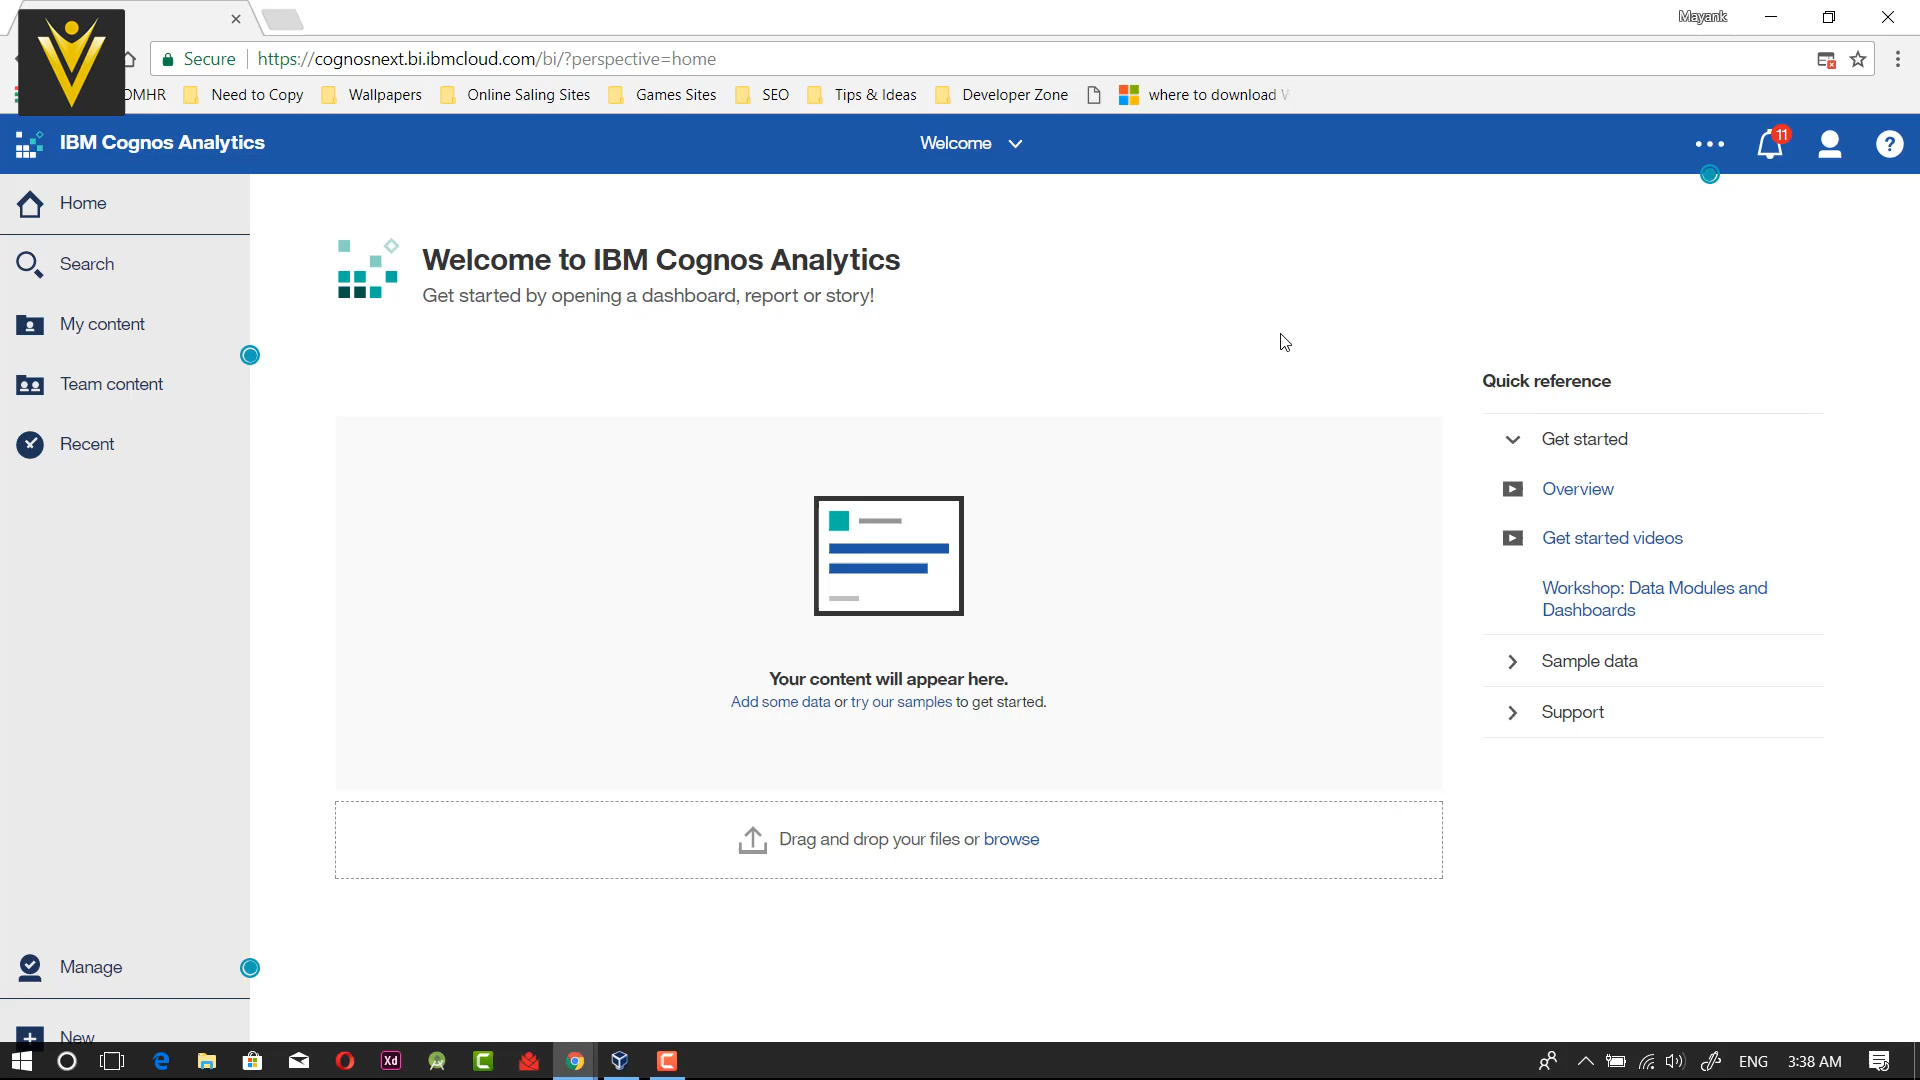 Mayank
Secure
https://cognosnext.bi.ibmcloud.com/bi/?perspective=home
OMHR
Need to Copy
Wallpapers
Online Saling Sites
Games Sites
SEO
Tips & Ideas
Developer Zone
where to download
IBM Cognos Analytics
Welcome
11
?
Home
Search
My content
Team content
Recent
Manage
New
Welcome to IBM Cognos Analytics
Get started by opening a dashboard, report or story!
Your content will appear here.
Add some data or try our samples to get started.
Drag and drop your files or browse
Quick reference
Get started
Overview
Get started videos
Workshop: Data Modules and
Dashboards
Sample data
Support
Xd
ENG
3:38 AM